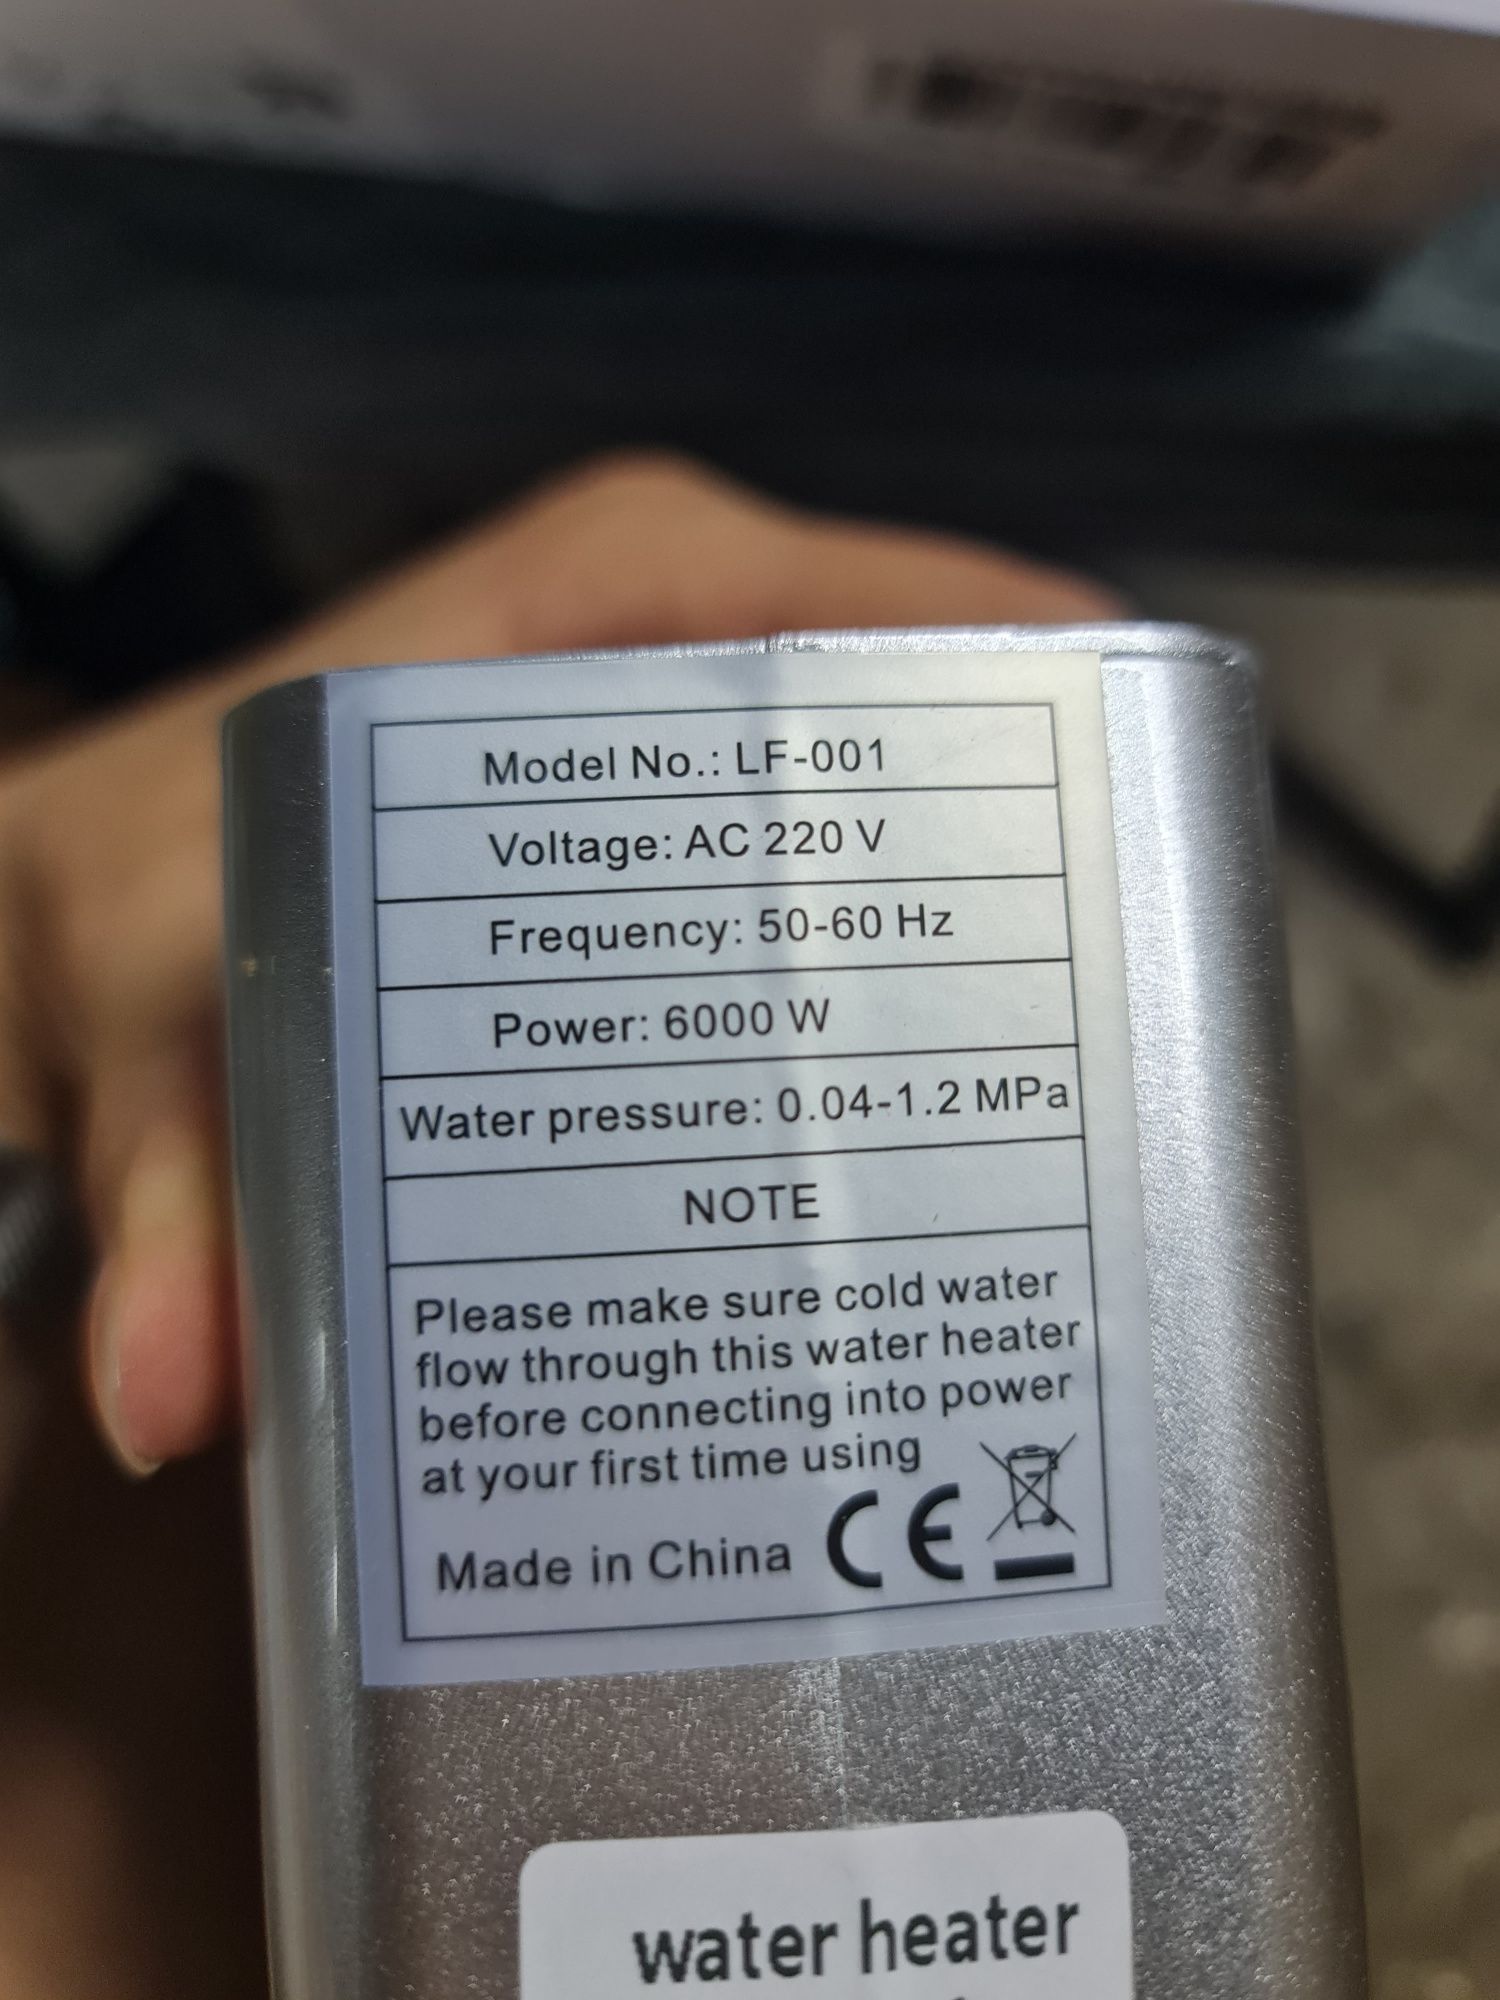 Model No.: LF-001
Voltage: AC 220 V
Frequency: 50-60 Hz
Power: 6000 W
Water pressure: 0.04-1.2 MPa
NOTE
Please make sure cold water
flow through this water heater
before connecting into power
at your first time using
Made in China CE
water heater